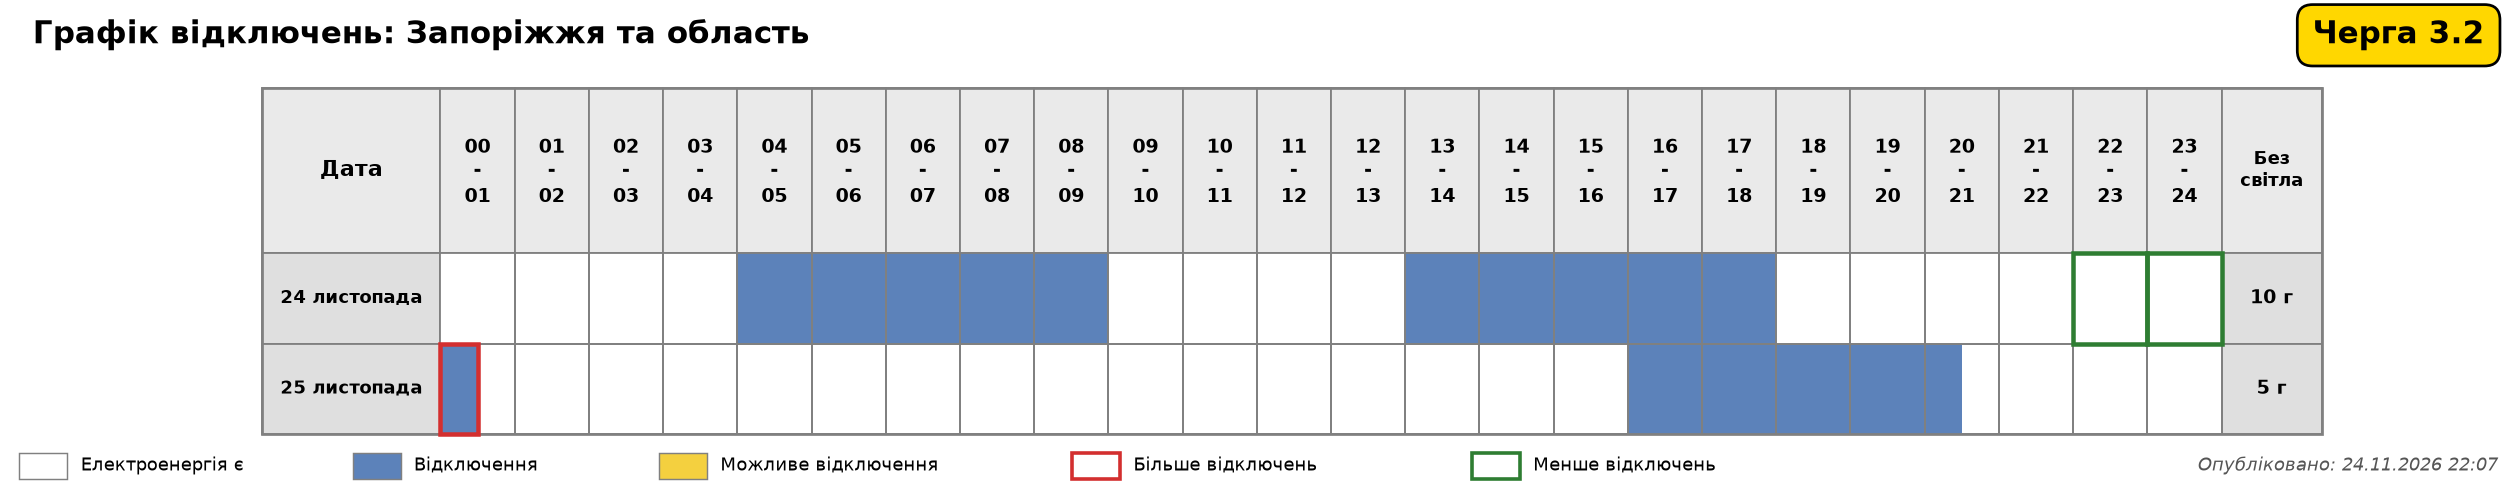 Графік відключень: Запоріжжя та область
Черга 3.2
Дата 00 - 01 01 - 02 02 - 03 03 - 04 04 - 05 05 - 06 06 - 07 07 - 08 08 - 09 09 - 10 10 - 11 11 - 12 12 - 13 13 - 14 14 - 15 15 - 16 16 - 17 17 - 18 18 - 19 19 - 20 20 - 21 21 - 22 22 - 23 23 - 24 Без світла
24 листопада 10 г
25 листопада 5 г
Електроенергія є Відключення Можливе відключення Більше відключень Менше відключень
Опубліковано: 24.11.2026 22:07